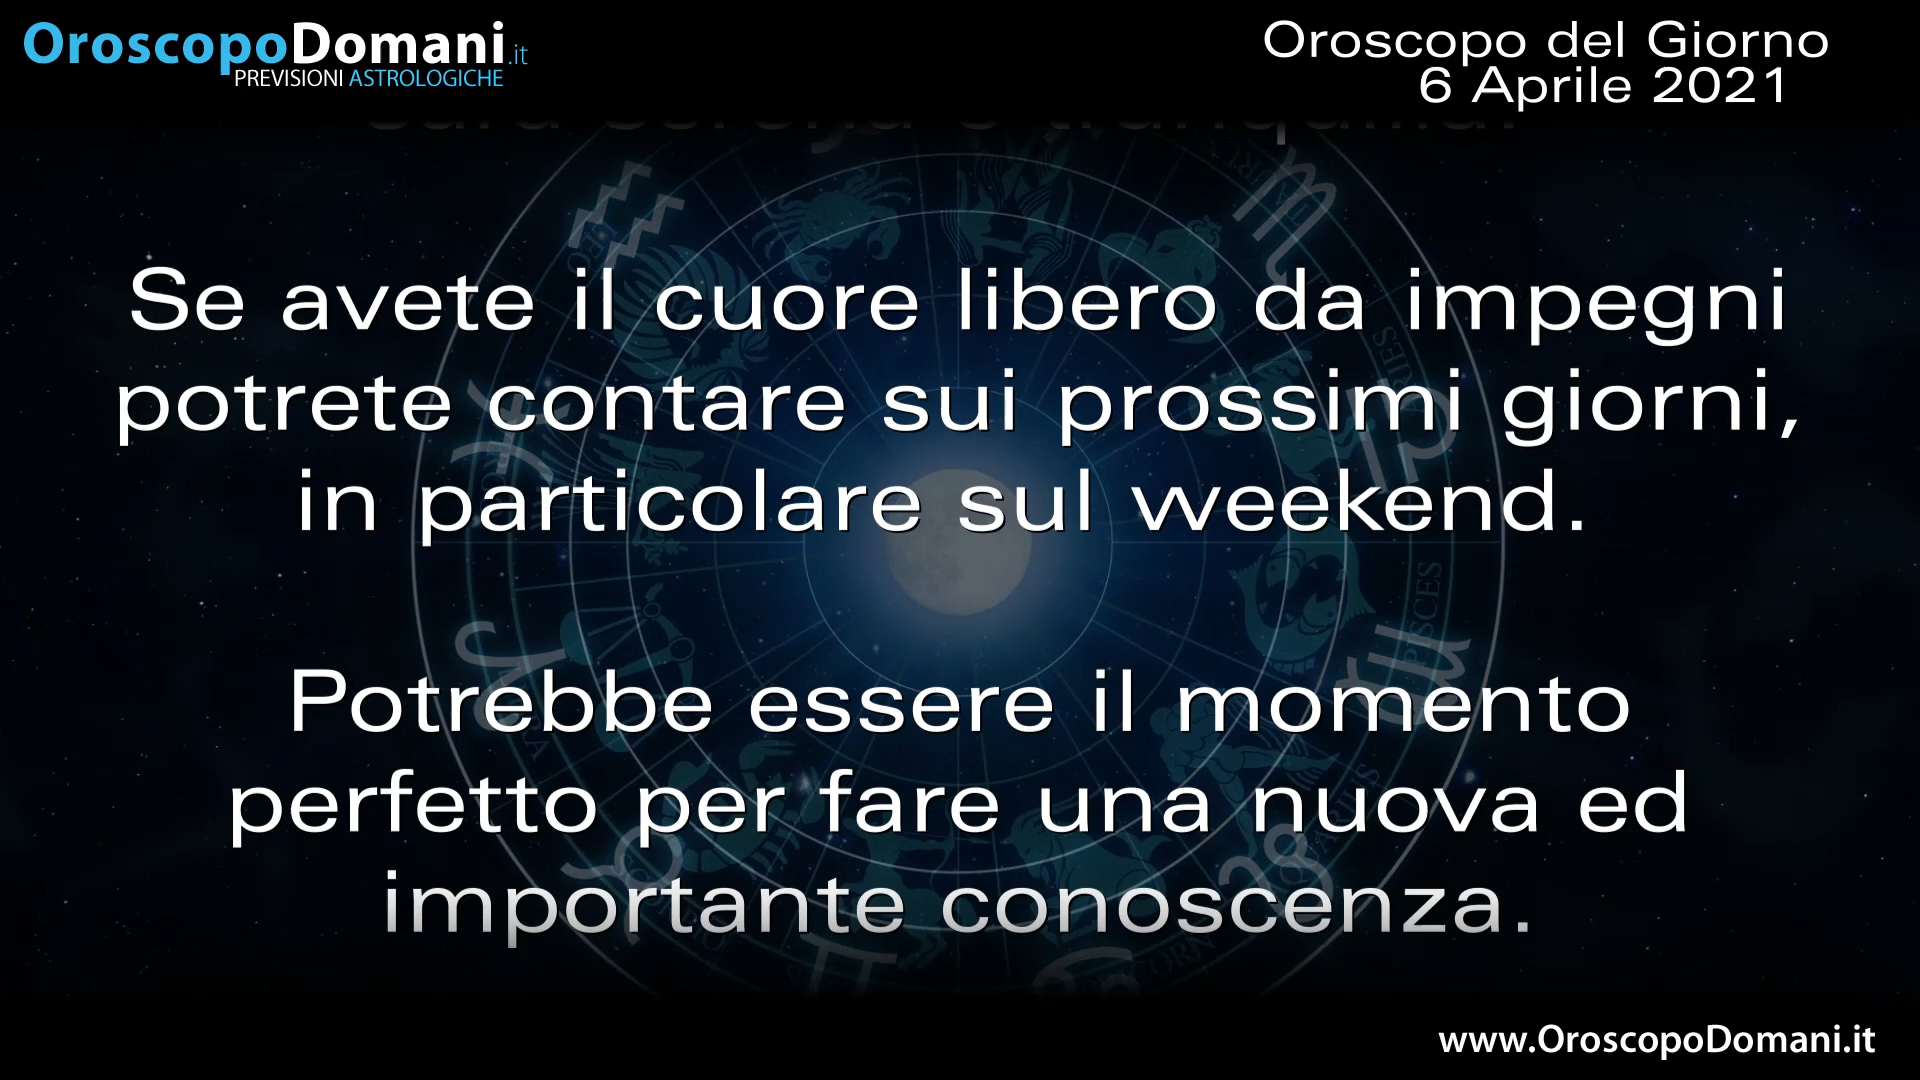 OroscopoDomani.it
PREVISIONI ASTROLOGICHE
Oroscopo del Giorno
6 Aprile 2021
Se avete il cuore libero da impegni
potrete contare sui prossimi giorni,
in particolare sul weekend.
Potrebbe essere il momento
perfetto per fare una nuova ed
importante conoscenza.
PISCES
www.OroscopoDomani.it